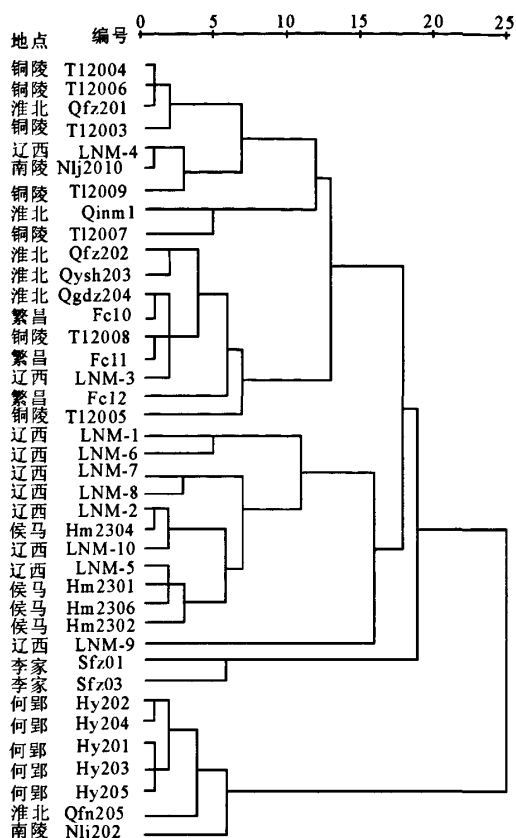 0 5 10 15 20 25
地点 编号
铜陵 T12004
铜陵 T12006
淮北 Qfz201
铜陵 T12003
辽西 LNM-4
南陵 Nlj2010
铜陵 Tl2009
淮北 Qinm1
铜陵 Tl2007
淮北 Qfz202
淮北 Qysh203
淮北 Qgdz204
繁昌 Fc10
铜陵 T12008
繁昌 Fc11
辽西 LNM-3
繁昌 Fc12
铜陵 T12005
辽西 LNM-1
辽西 LNM-6
辽西 LNM-7
辽西 LNM-8
辽西 LNM-2
侯马 Hm2304
辽西 LNM-10
辽西 LNM-5
侯马 Hm2301
侯马 Hm2306
侯马 Hm2302
辽西 LNM-9
李家 Sfz01
李家 Sfz03
何郢 Hy202
何郢 Hy204
何郢 Hy201
何郢 Hy203
何郢 Hy205
淮北 Qfn205
南陵 Nlj202